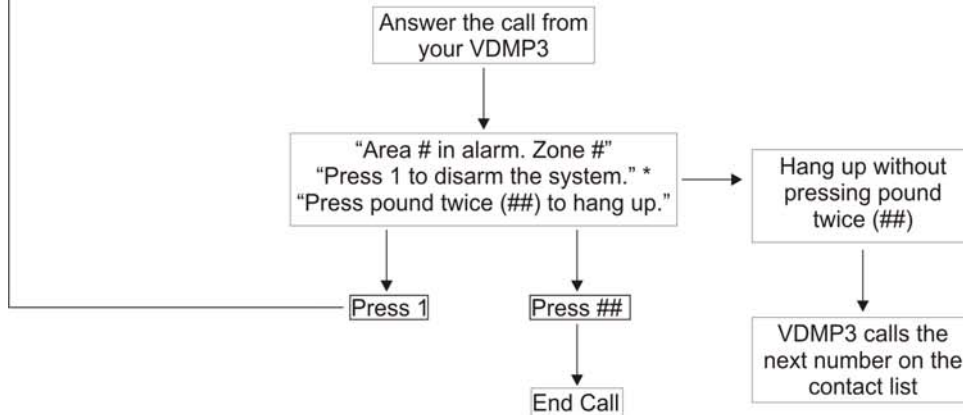 Answer the call from
your VDMP3
“Area # in alarm. Zone #”
“Press 1 to disarm the system.” *
“Press pound twice (##) to hang up.”
Hang up without
pressing pound
twice (##)
Press 1
Press ##
VDMP3 calls the
next number on the
contact list
End Call